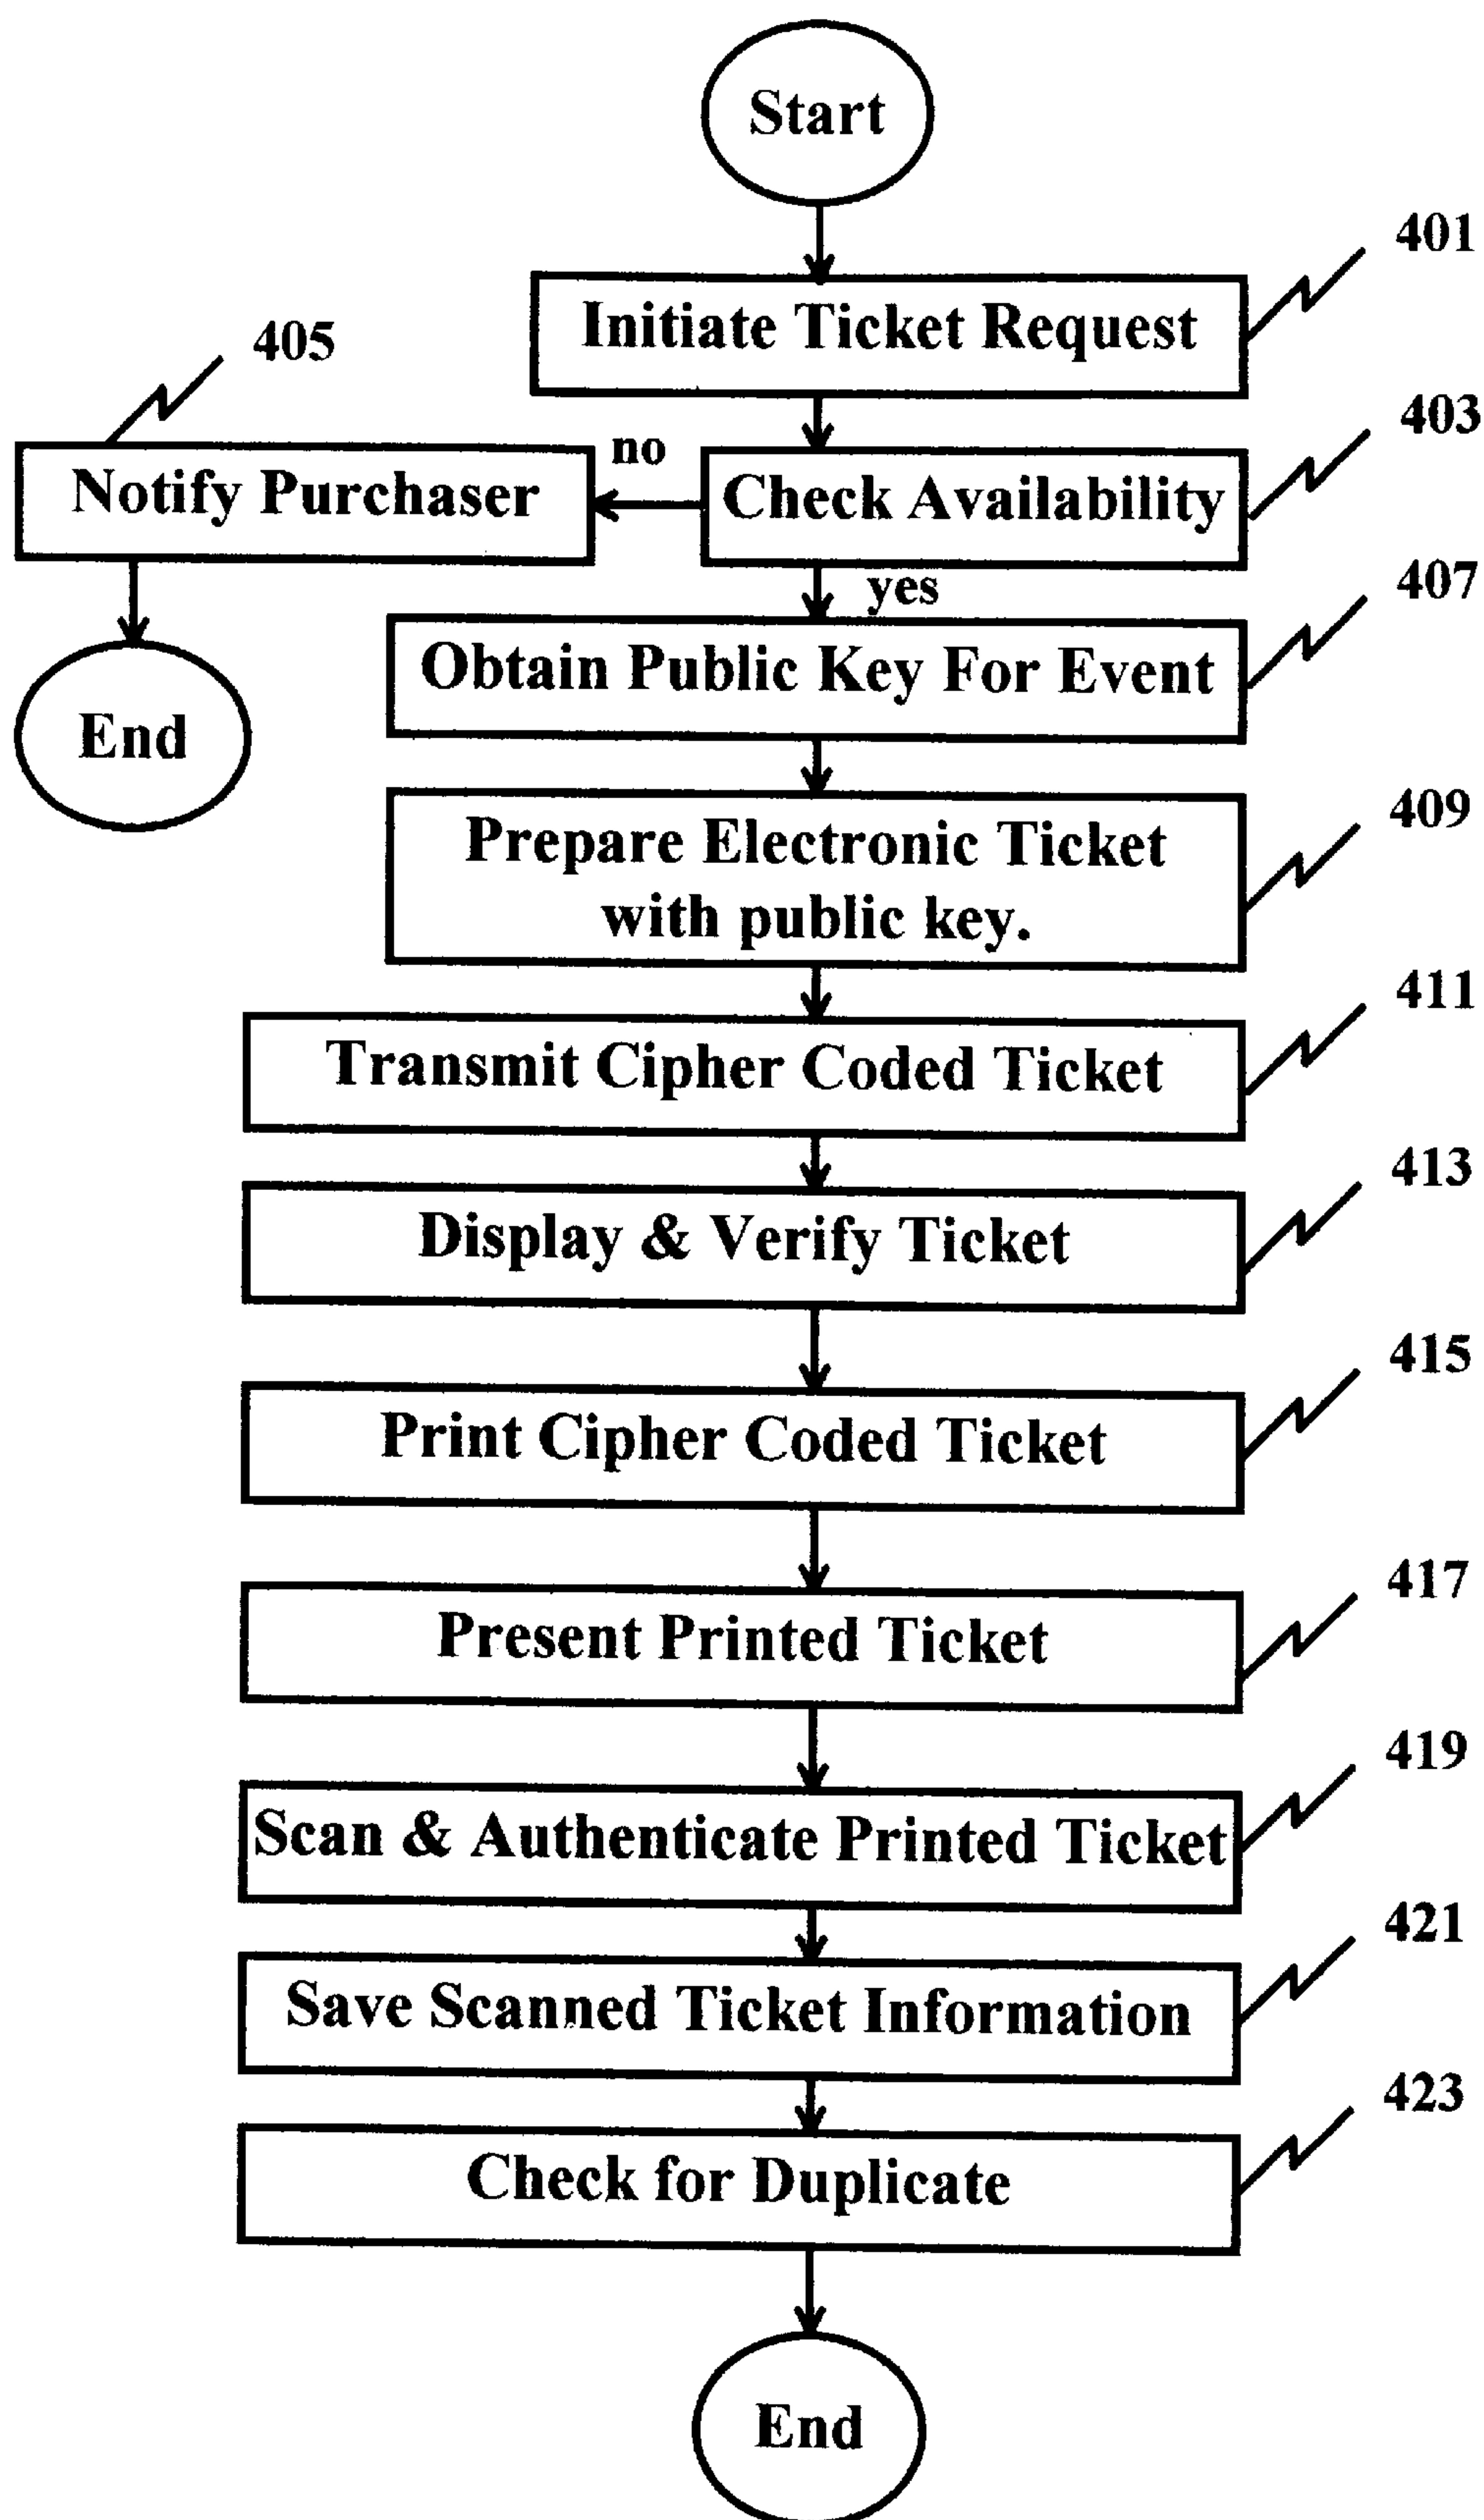 Start
401
Initiate Ticket Request
405
403
Notify Purchaser
no
Check Availability
yes
407
Obtain Public Key For Event
End
409
Prepare Electronic Ticket
with public key.
411
Transmit Cipher Coded Ticket
413
Display & Verify Ticket
415
Print Cipher Coded Ticket
417
Present Printed Ticket
419
Scan & Authenticate Printed Ticket
421
Save Scanned Ticket Information
423
Check for Duplicate
End